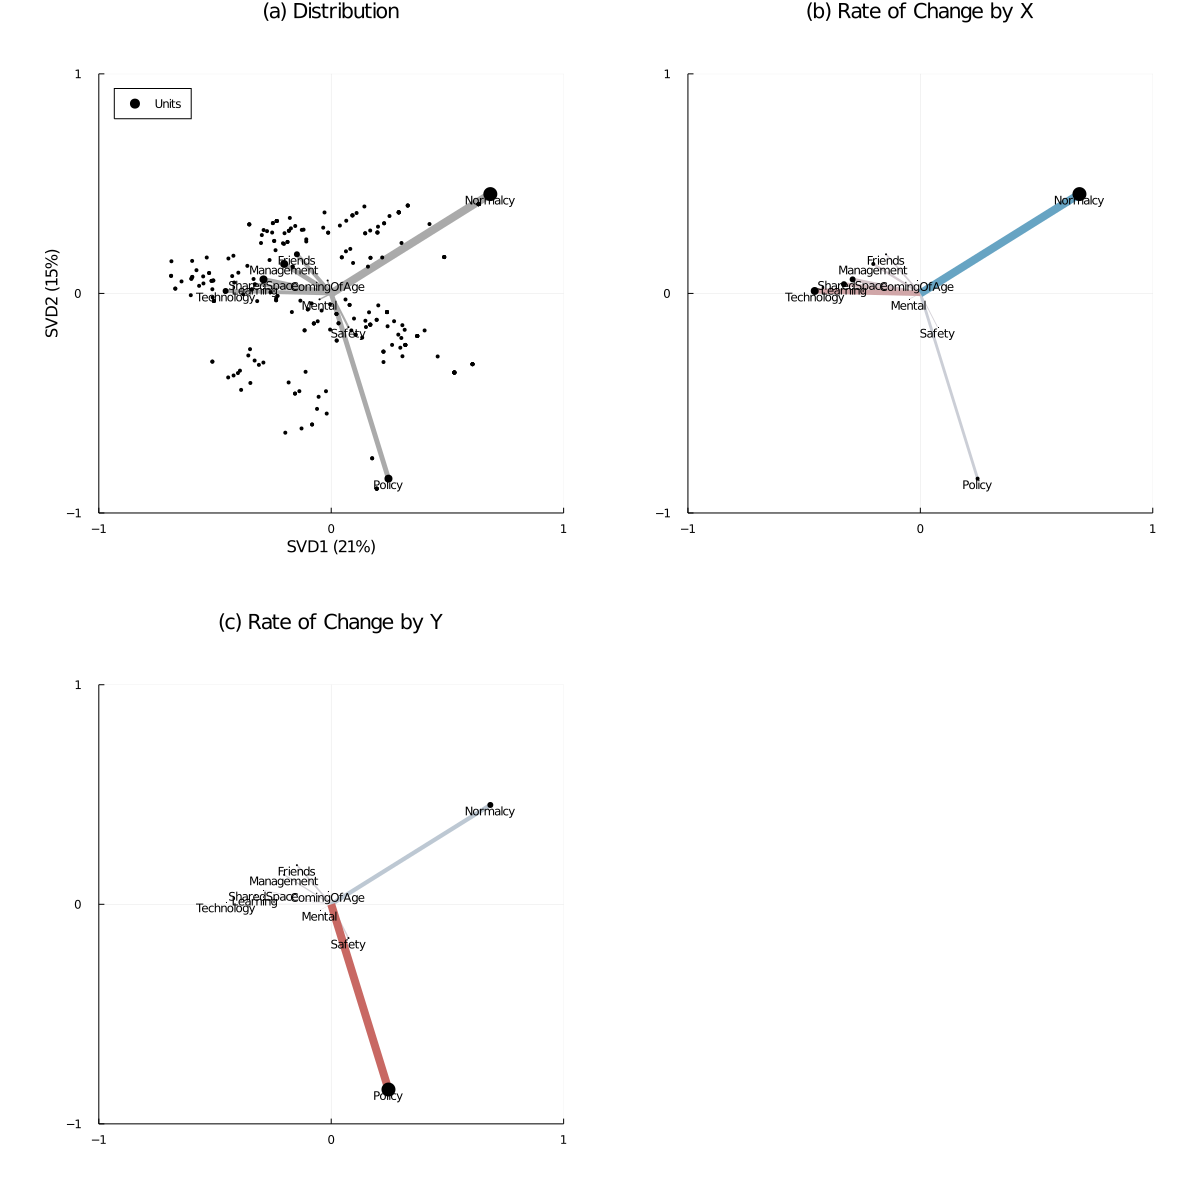 (a) Distribution
(b) Rate of Change by X
1
Units
Normalcy
Friends
Management
SharedSpace
ComingOfAge
Learning
Technology
Mental
Safety
Policy
0
−1
−1
0
1
SVD1 (21%)
SVD2 (15%)
1
Normalcy
Friends
Management
SharedSpace
ComingOfAge
Learning
Technology
Mental
Safety
Policy
0
−1
−1
0
1
(c) Rate of Change by Y
1
Normalcy
Friends
Management
SharedSpace
ComingOfAge
Learning
Technology
Mental
Safety
Policy
0
−1
−1
0
1